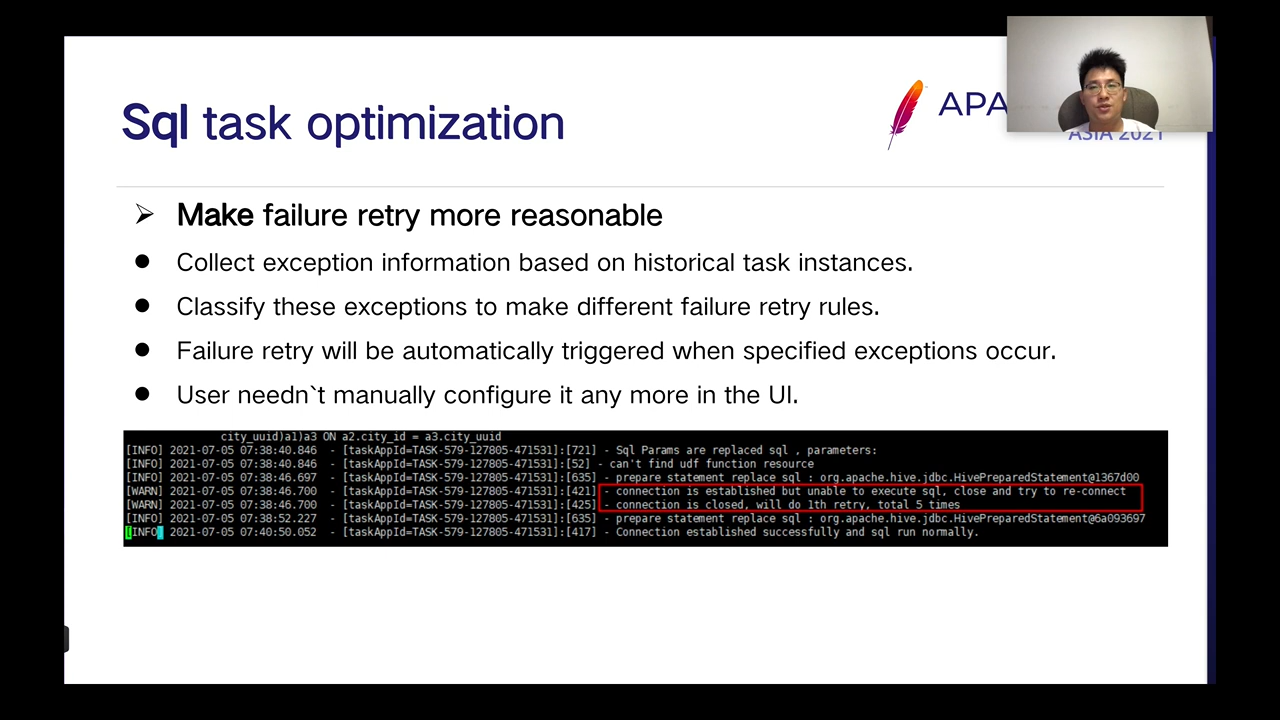 Sql task optimization
APA
ASIA 2021
Make failure retry more reasonable
Collect exception information based on historical task instances.
Classify these exceptions to make different failure retry rules.
Failure retry will be automatically triggered when specified exceptions occur.
User needn`t manually configure it any more in the UI.
city_uuid)a1)a3 ON a2.city_id = a3.city_uuid
[INFO] 2021-07-05 07:38:40.846 - [taskAppId=TASK-579-127805-471531]:[721] - Sql Params are replaced sql , parameters:
[INFO] 2021-07-05 07:38:40.846 - [taskAppId=TASK-579-127805-471531]:[52] - can't find udf function resource
[INFO] 2021-07-05 07:38:46.697 - [taskAppId=TASK-579-127805-471531]:[635] - prepare statement replace sql : org.apache.hive.jdbc.HivePreparedStatement@1367d00
[WARN] 2021-07-05 07:38:46.700 - [taskAppId=TASK-579-127805-471531]:[421] - connection is established but unable to execute sql, close and try to re-connect
[WARN] 2021-07-05 07:38:46.700 - [taskAppId=TASK-579-127805-471531]:[425] - connection is closed, will do 1th retry, total 5 times
[INFO] 2021-07-05 07:38:52.227 - [taskAppId=TASK-579-127805-471531]:[635] - prepare statement replace sql : org.apache.hive.jdbc.HivePreparedStatement@6a093697
[INFO] 2021-07-05 07:40:50.052 - [taskAppId=TASK-579-127805-471531]:[417] - Connection established successfully and sql run normally.